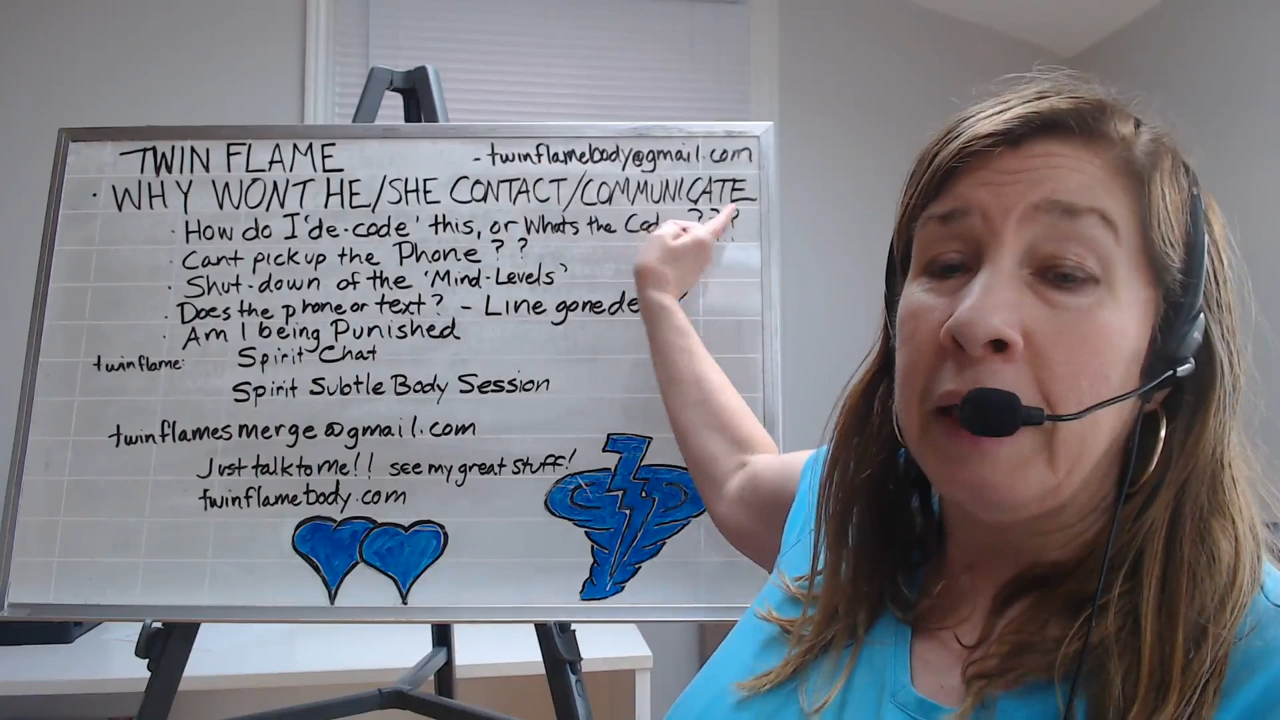 TWIN FLAME - twinflamebody@gmail.com
· WHY WONT HE/SHE CONTACT/COMMUNICATE
· How do I 'de-code' this, or Whats the ???
· Cant pick up the Phone??
· Shut-down of the 'Mind-Levels'
· Does the phone or text? - Line gone
· Am I being Punished
twinflame: Spirit Chat
Spirit Subtle Body Session
twinflamesmerge@gmail.com
Just talk to me!! see my great stuff!
twinflamebody.com